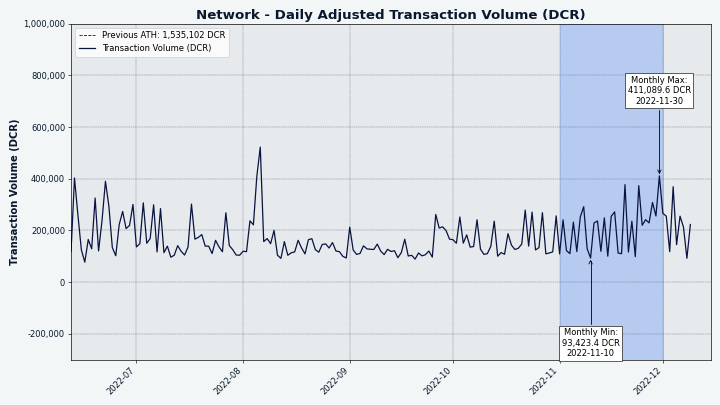 Network - Daily Adjusted Transaction Volume (DCR)
Previous ATH: 1,535,102 DCR
Transaction Volume (DCR)
1,000,000
800,000
600,000
400,000
200,000
0
-200,000
Transaction Volume (DCR)
Monthly Max:
411,089.6 DCR
2022-11-30
Monthly Min:
93,423.4 DCR
2022-11-10
2022-07
2022-08
2022-09
2022-10
2022-11
2022-12